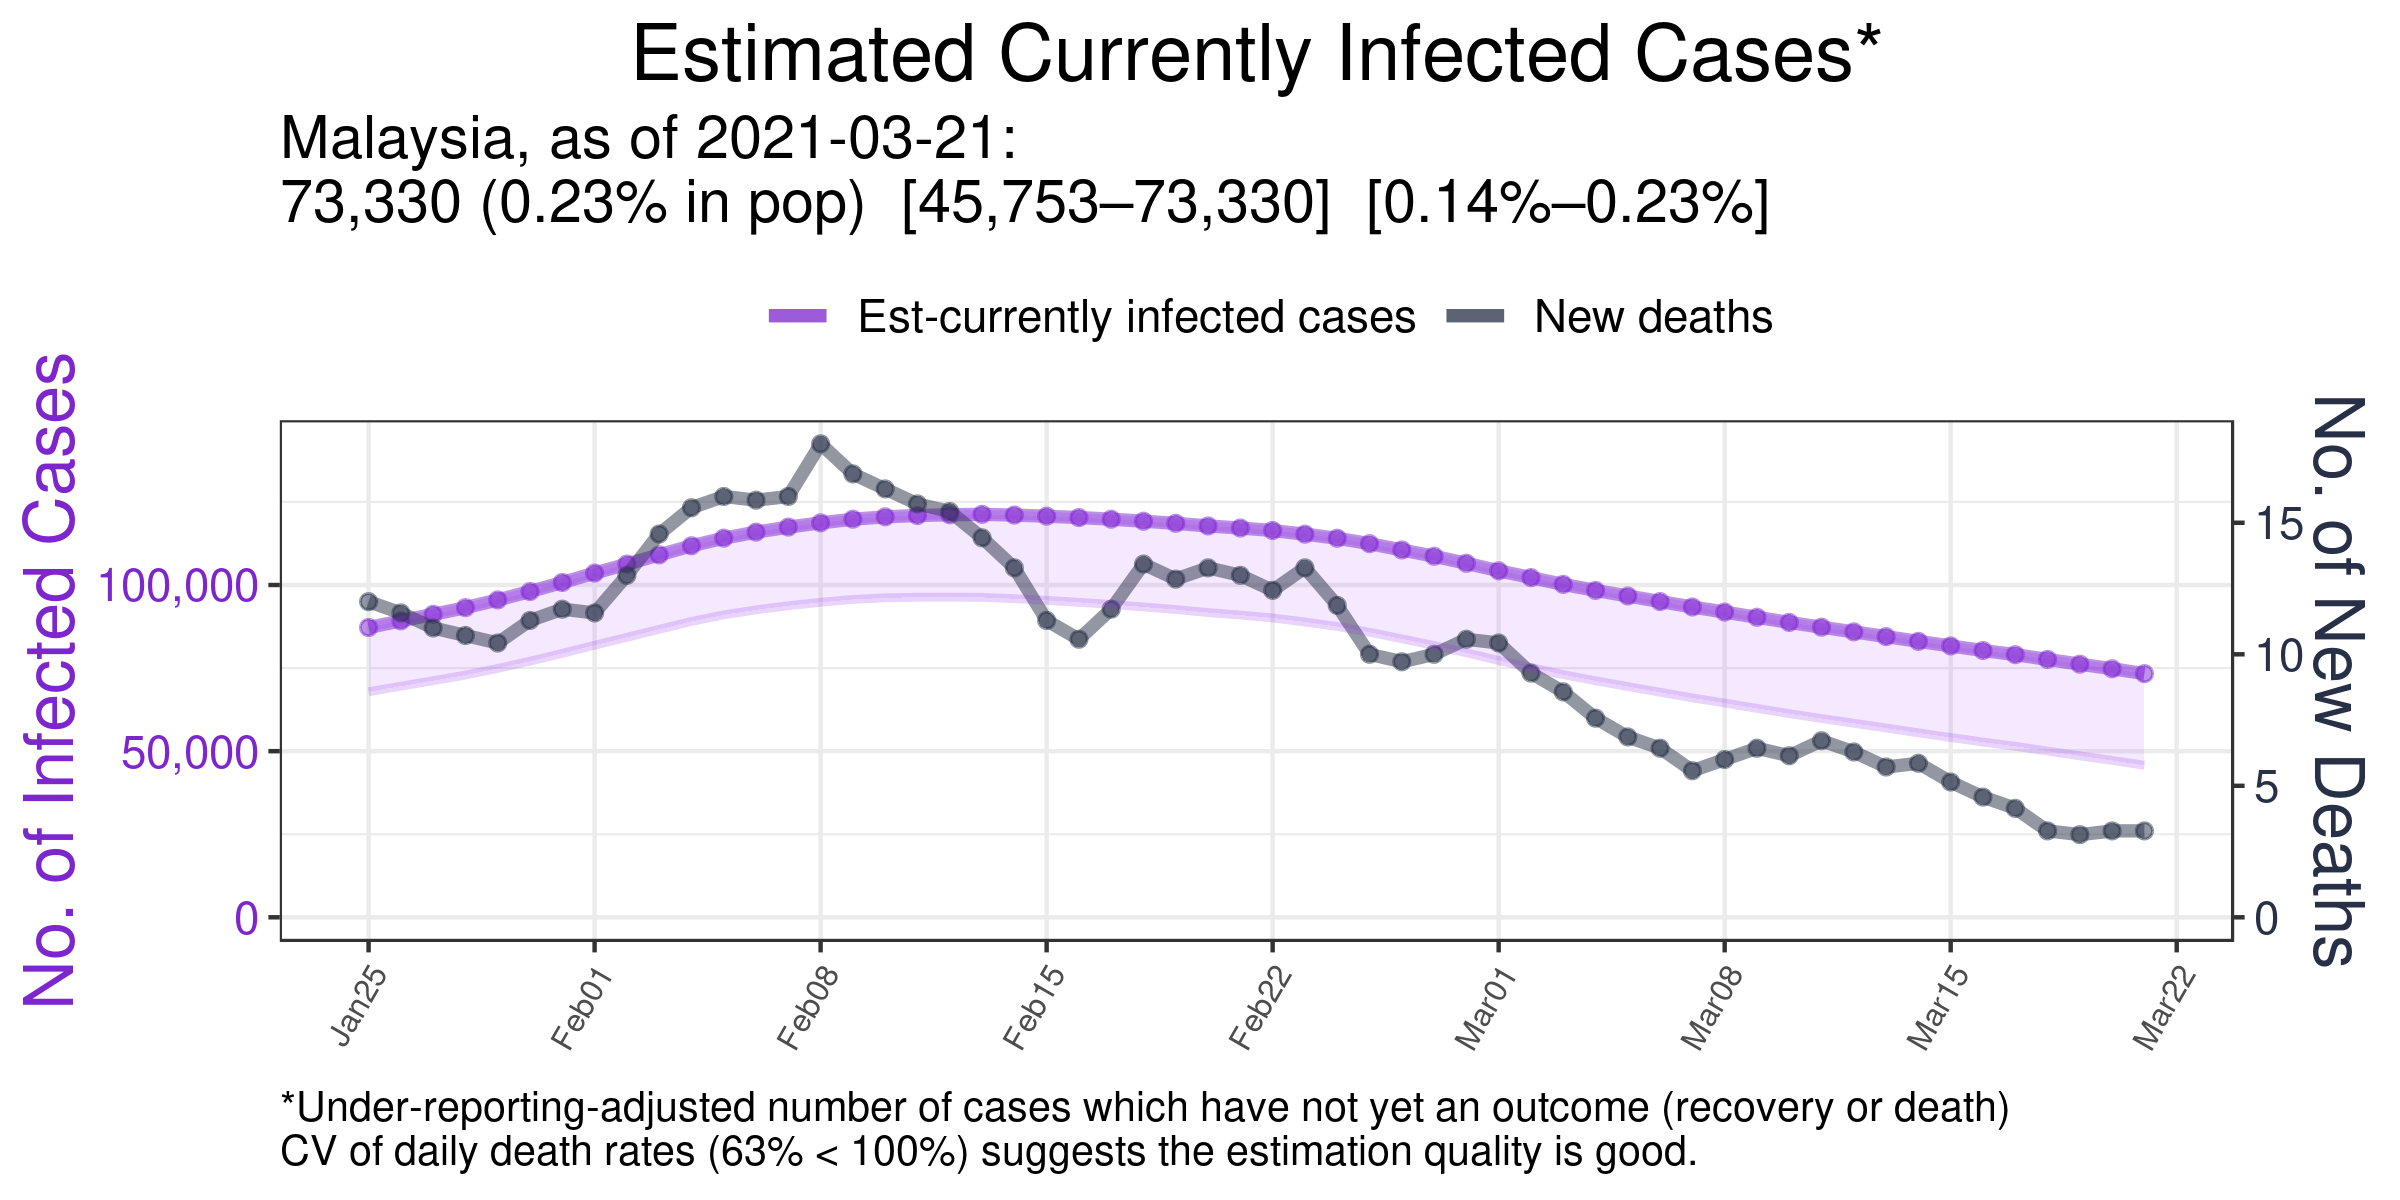 Estimated Currently Infected Cases*
Malaysia, as of 2021-03-21:
73,330 (0.23% in pop)  [45,753–73,330]  [0.14%–0.23%]
Est-currently infected cases
New deaths
No. of Infected Cases
100,000
50,000
0
No. of New Deaths
15
10
5
0
Jan25
Feb01
Feb08
Feb15
Feb22
Mar01
Mar08
Mar15
Mar22
*Under-reporting-adjusted number of cases which have not yet an outcome (recovery or death)
CV of daily death rates (63% < 100%) suggests the estimation quality is good.